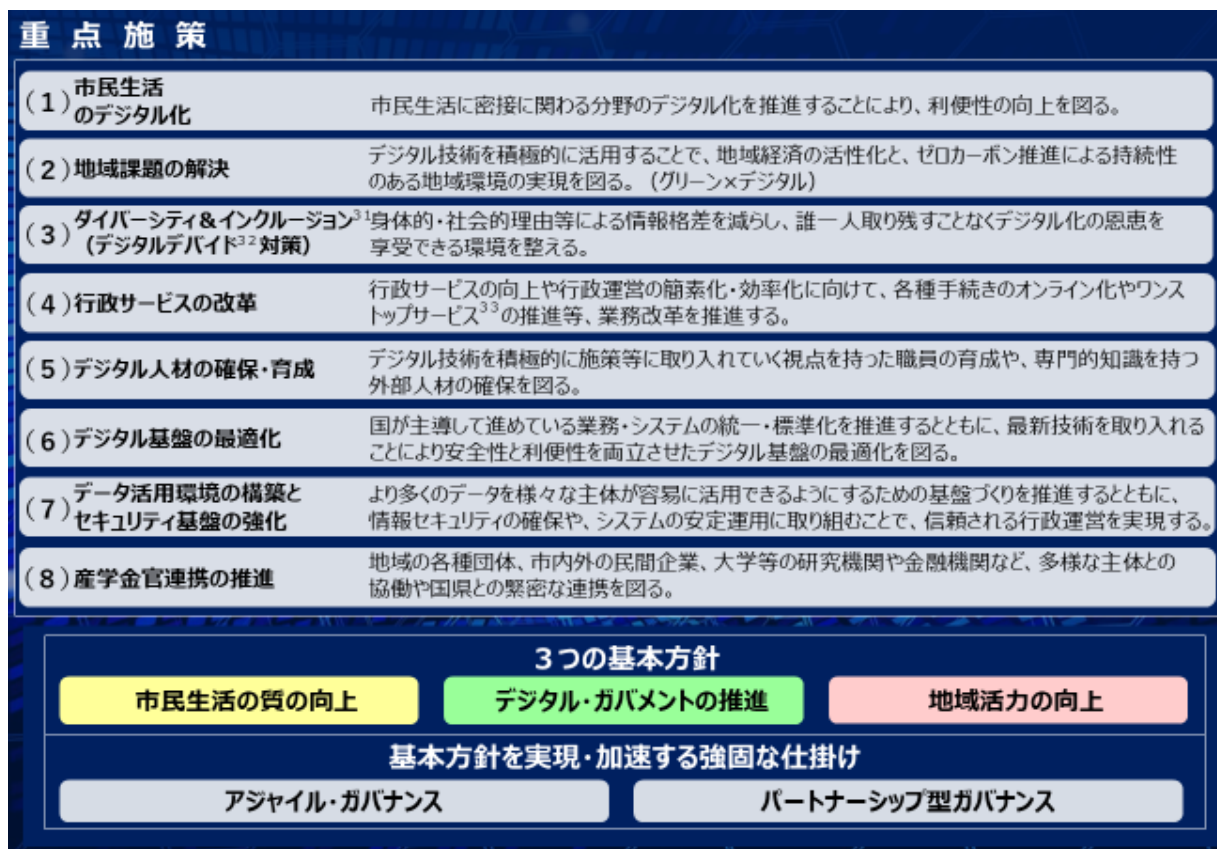 重点施策
(1)市民生活
のデジタル化
市民生活に密接に関わる分野のデジタル化を推進することにより、利便性の向上を図る。
(2)地域課題の解決
デジタル技術を積極的に活用することで、地域経済の活性化と、ゼロカーボン推進による持続性
のある地域環境の実現を図る。(グリーン×デジタル)
(3)ダイバーシティ&インクルージョン31
(デジタルデバイド32対策)
身体的・社会的理由等による情報格差を減らし、誰一人取り残すことなくデジタル化の恩恵を
享受できる環境を整える。
(4)行政サービスの改革
行政サービスの向上や行政運営の簡素化・効率化に向けて、各種手続きのオンライン化やワンス
トップサービス33の推進等、業務改革を推進する。
(5)デジタル人材の確保・育成
デジタル技術を積極的に施策等に取り入れていく視点を持った職員の育成や、専門的知識を持つ
外部人材の確保を図る。
(6)デジタル基盤の最適化
国が主導して進めている業務・システムの統一・標準化を推進するとともに、最新技術を取り入れる
ことにより安全性と利便性を両立させたデジタル基盤の最適化を図る。
(7)データ活用環境の構築と
セキュリティ基盤の強化
より多くのデータを様々な主体が容易に活用できるようにするための基盤づくりを推進するとともに、
情報セキュリティの確保や、システムの安定運用に取り組むことで、信頼される行政運営を実現する。
(8)産学金官連携の推進
地域の各種団体、市内外の民間企業、大学等の研究機関や金融機関など、多様な主体との
協働や国県との緊密な連携を図る。
3つの基本方針
市民生活の質の向上
デジタル・ガバメントの推進
地域活力の向上
基本方針を実現・加速する強固な仕掛け
アジャイル・ガバナンス
パートナーシップ型ガバナンス